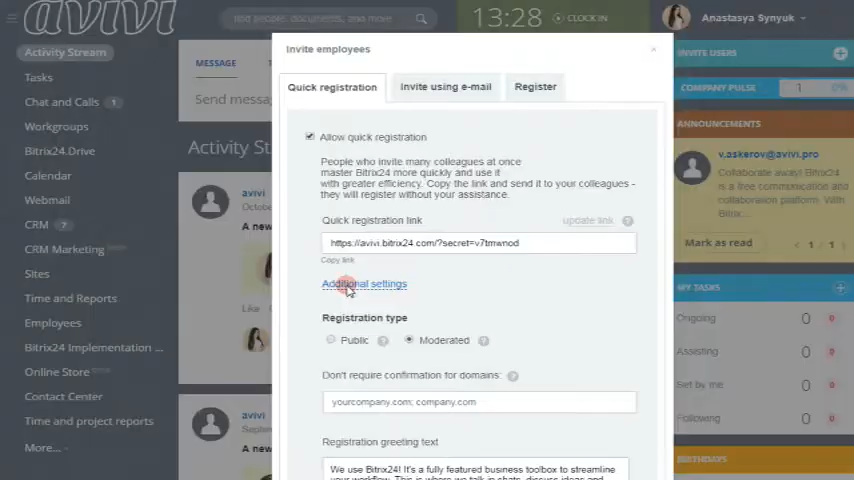 avivi
find people, documents, and more
13:28
CLOCK IN
Anastasya Synyuk
Activity Stream
Tasks
Chat and Calls 1
Workgroups
Bitrix24.Drive
Calendar
Webmail
CRM 7
CRM Marketing
Sites
Time and Reports
Employees
Bitrix24 Implementation ...
Online Store
Contact Center
Time and project reports
More...
MESSAGE
Send messag
Activity St
avivi
Octobe
A new
Like
avivi
Septem
A new
Invite employees
Quick registration
Invite using e-mail
Register
Allow quick registration
People who invite many colleagues at once
master Bitrix24 more quickly and use it
with greater efficiency. Copy the link and send it to your colleagues -
they will register without your assistance.
Quick registration link
update link ?
https://avivi.bitrix24.com/?secret=v7tmwnod
Copy link
Additional settings
Registration type
Public ? Moderated ?
Don't require confirmation for domains: ?
yourcompany.com; company.com
Registration greeting text
We use Bitrix24! It's a fully featured business toolbox to streamline
your workflow. This is where we talk in chats, discuss ideas and
INVITE USERS
COMPANY PULSE 1 0%
ANNOUNCEMENTS
v.askerov@avivi.pro
Collaborate away! Bitrix24
is a free communication and
collaboration platform. With
Bitrix...
Mark as read
1 / 1
MY TASKS
Ongoing 0 0
Assisting 0 0
Set by me 0 0
Following 0 0
BIRTHDAYS